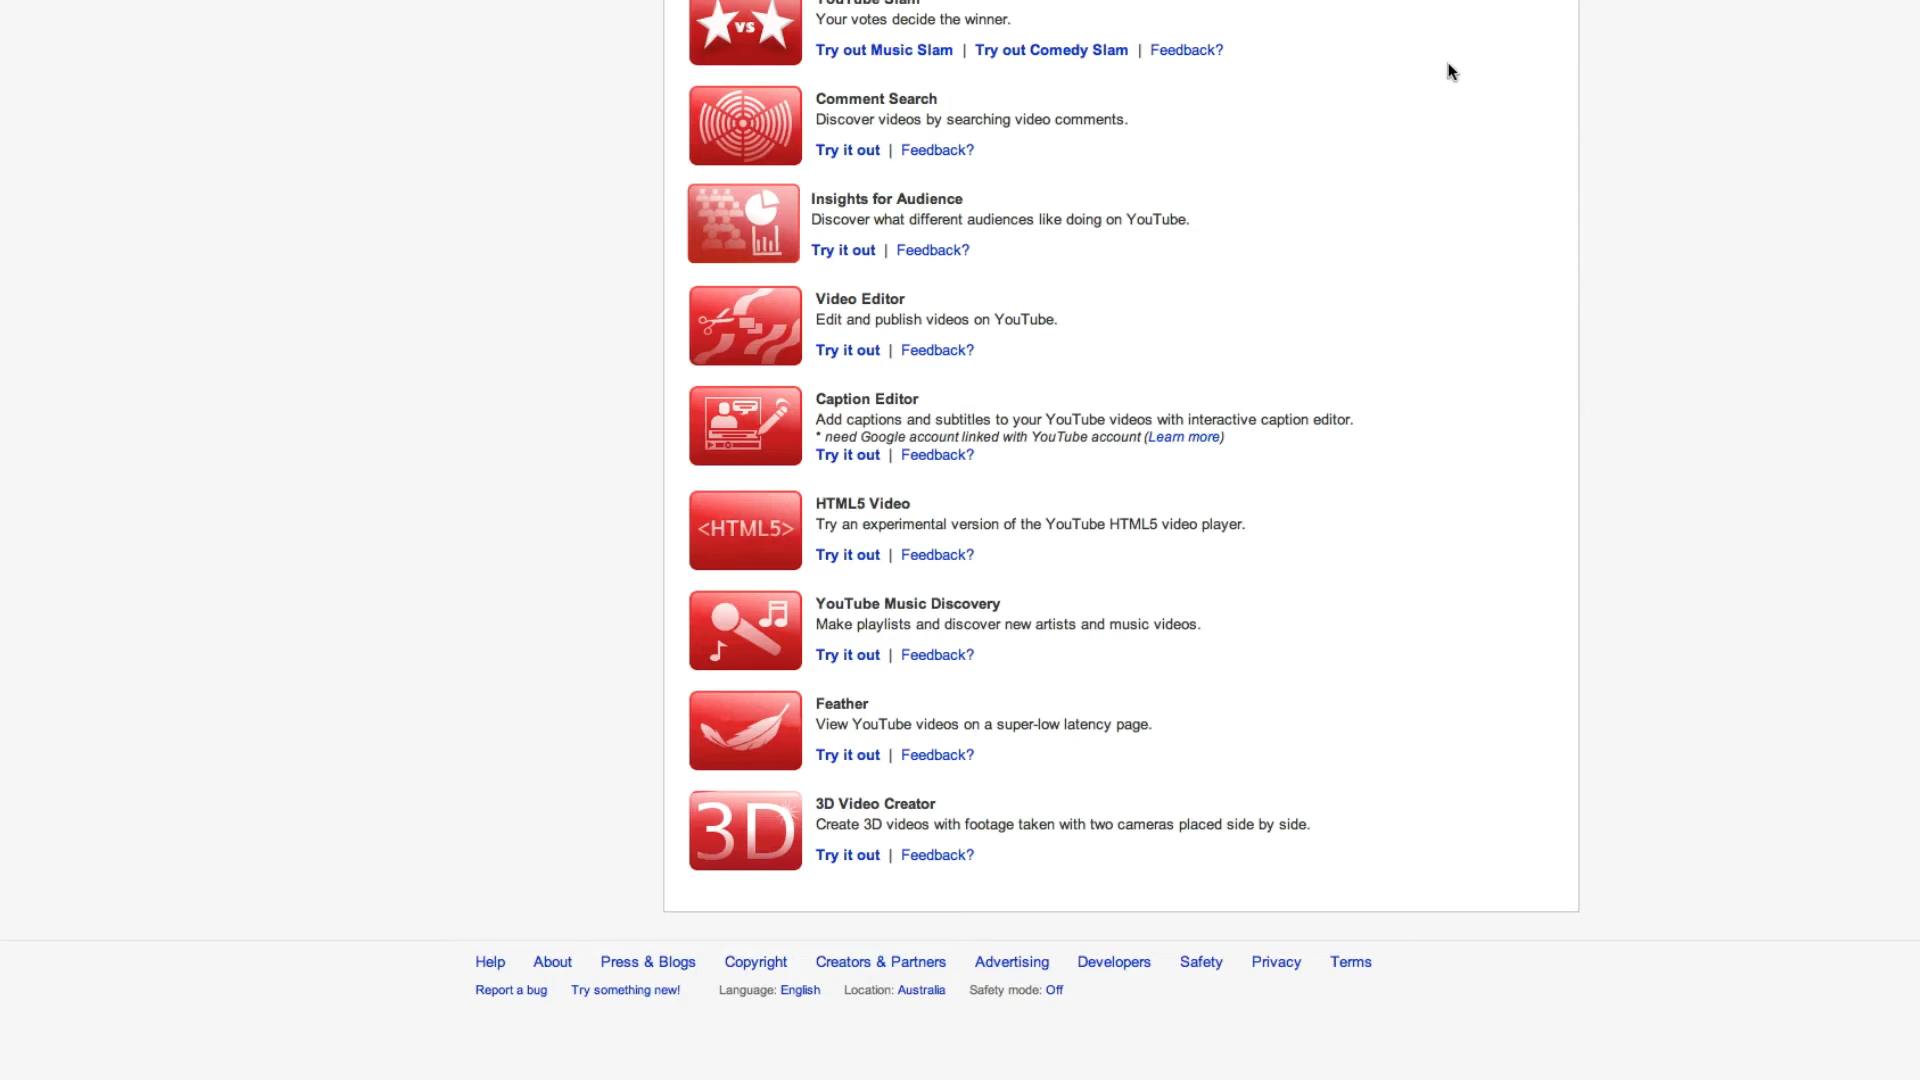 YouTube Slam
VS
Your votes decide the winner.
Try out Music Slam | Try out Comedy Slam | Feedback?
Comment Search
Discover videos by searching video comments.
Try it out | Feedback?
Insights for Audience
Discover what different audiences like doing on YouTube.
Try it out | Feedback?
Video Editor
Edit and publish videos on YouTube.
Try it out | Feedback?
Caption Editor
Add captions and subtitles to your YouTube videos with interactive caption editor.
* need Google account linked with YouTube account (Learn more)
Try it out | Feedback?
HTML5 Video
<HTML5>
Try an experimental version of the YouTube HTML5 video player.
Try it out | Feedback?
YouTube Music Discovery
Make playlists and discover new artists and music videos.
Try it out | Feedback?
Feather
View YouTube videos on a super-low latency page.
Try it out | Feedback?
3D Video Creator
3D
Create 3D videos with footage taken with two cameras placed side by side.
Try it out | Feedback?
Help About Press & Blogs Copyright Creators & Partners Advertising Developers Safety Privacy Terms
Report a bug Try something new! Language: English Location: Australia Safety mode: Off